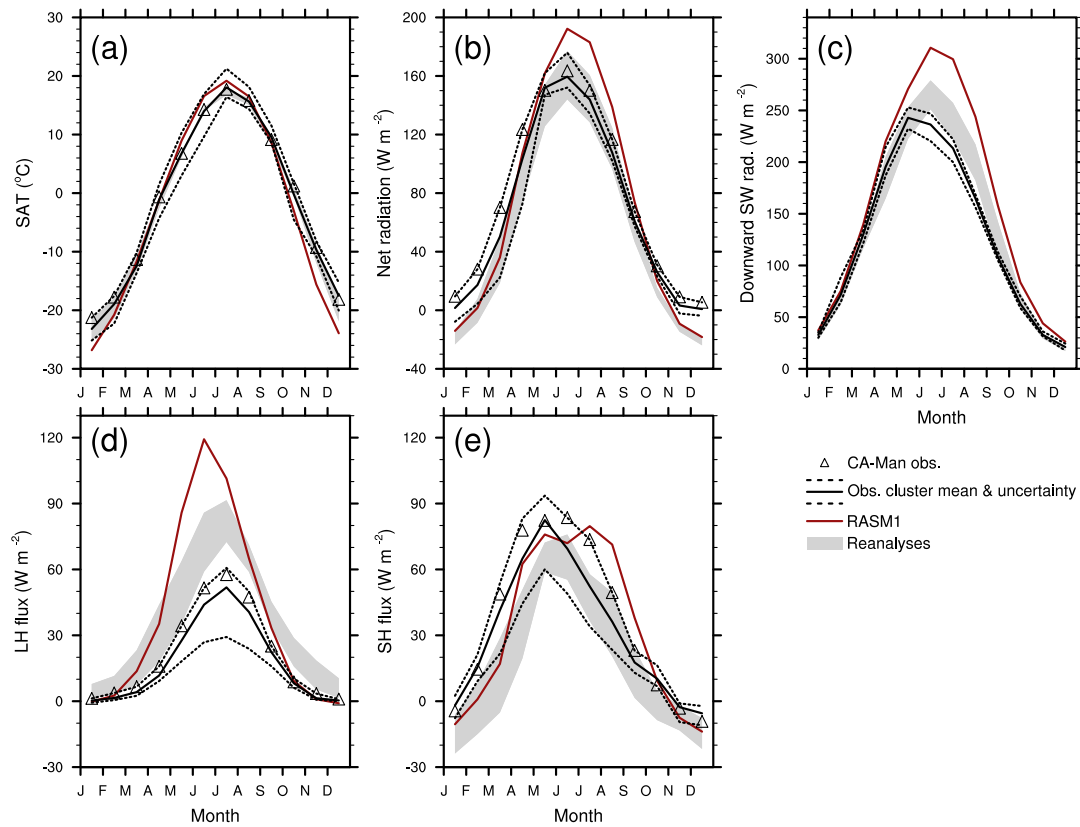 (a)
SAT (°C)
30
20
10
0
-10
-20
-30
J F M A M J J A S O N D
(b)
Net radiation (W m-2)
200
160
120
80
40
0
-40
J F M A M J J A S O N D
(c)
Downward SW rad. (W m-2)
300
250
200
150
100
50
0
J F M A M J J A S O N D
Month
(d)
LH flux (W m-2)
120
90
60
30
0
-30
J F M A M J J A S O N D
Month
(e)
SH flux (W m-2)
120
90
60
30
0
-30
J F M A M J J A S O N D
Month
CA-Man obs.
Obs. cluster mean & uncertainty
RASM1
Reanalyses